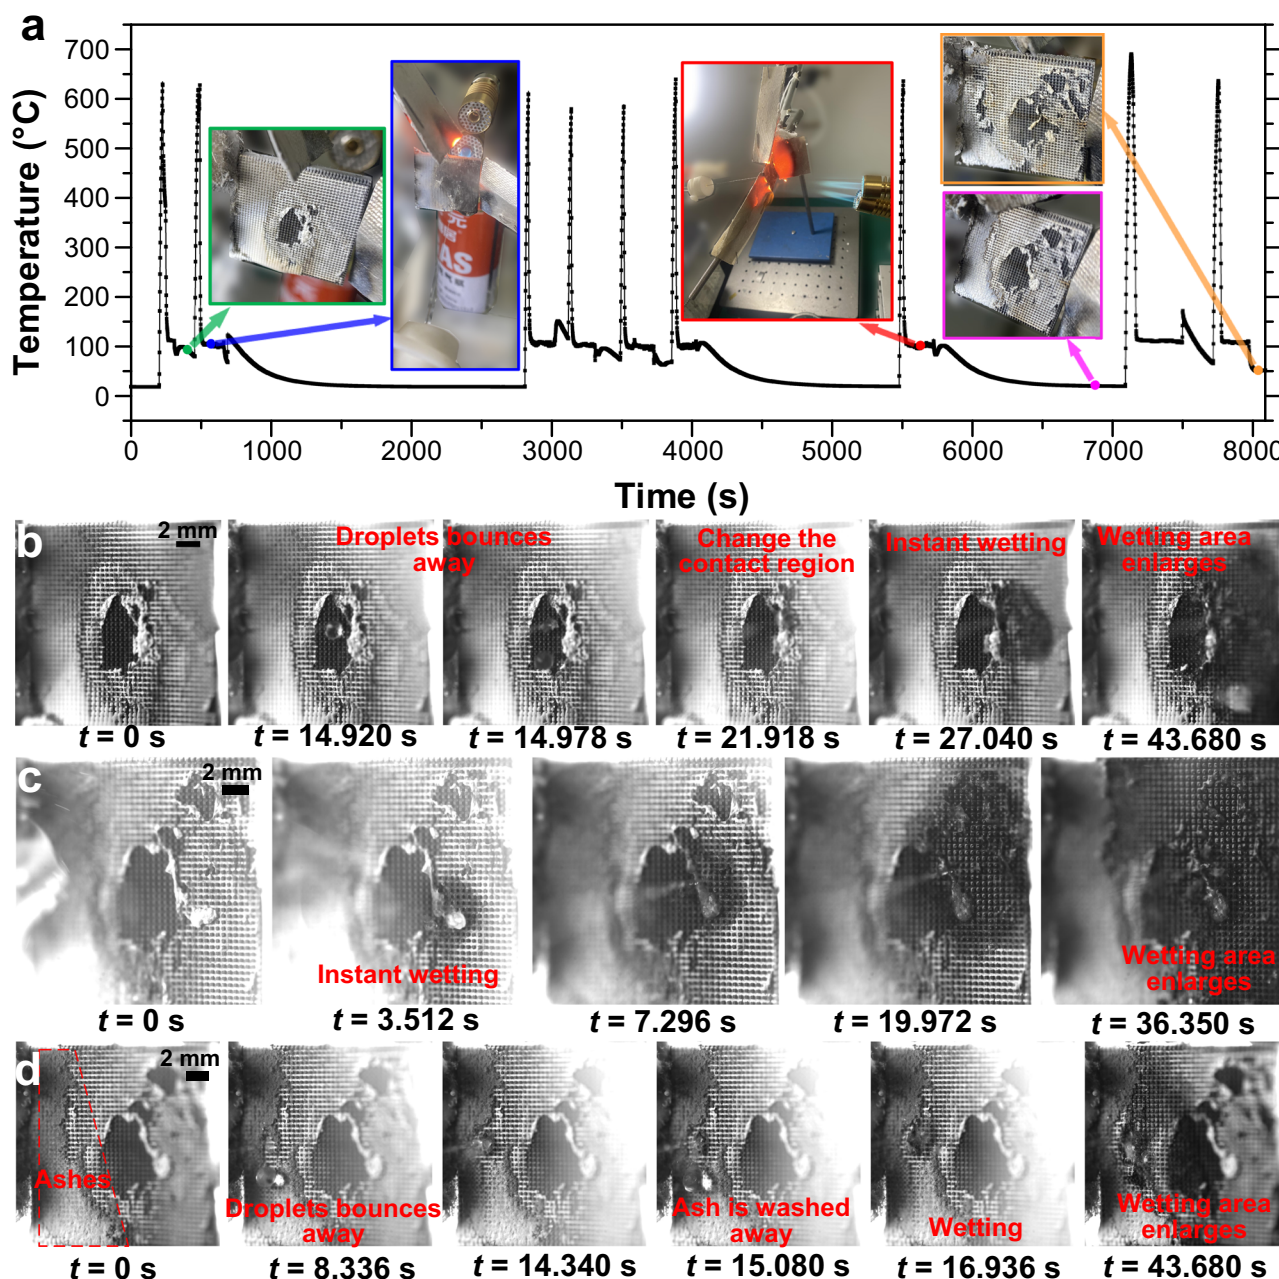 a
Temperature (°C)
700
600
500
400
300
200
100
0
AS
0
1000
2000
3000
4000
5000
6000
7000
8000
Time (s)
b
2 mm
Droplets bounces
away
Change the
contact region
Instant wetting
Wetting area
enlarges
t = 0 s
t = 14.920 s
t = 14.978 s
t = 21.918 s
t = 27.040 s
t = 43.680 s
c
2 mm
Instant wetting
Wetting area
enlarges
t = 0 s
t = 3.512 s
t = 7.296 s
t = 19.972 s
t = 36.350 s
d
2 mm
Ashes
Droplets bounces
away
Ash is washed
away
Wetting
Wetting area
enlarges
t = 0 s
t = 8.336 s
t = 14.340 s
t = 15.080 s
t = 16.936 s
t = 43.680 s